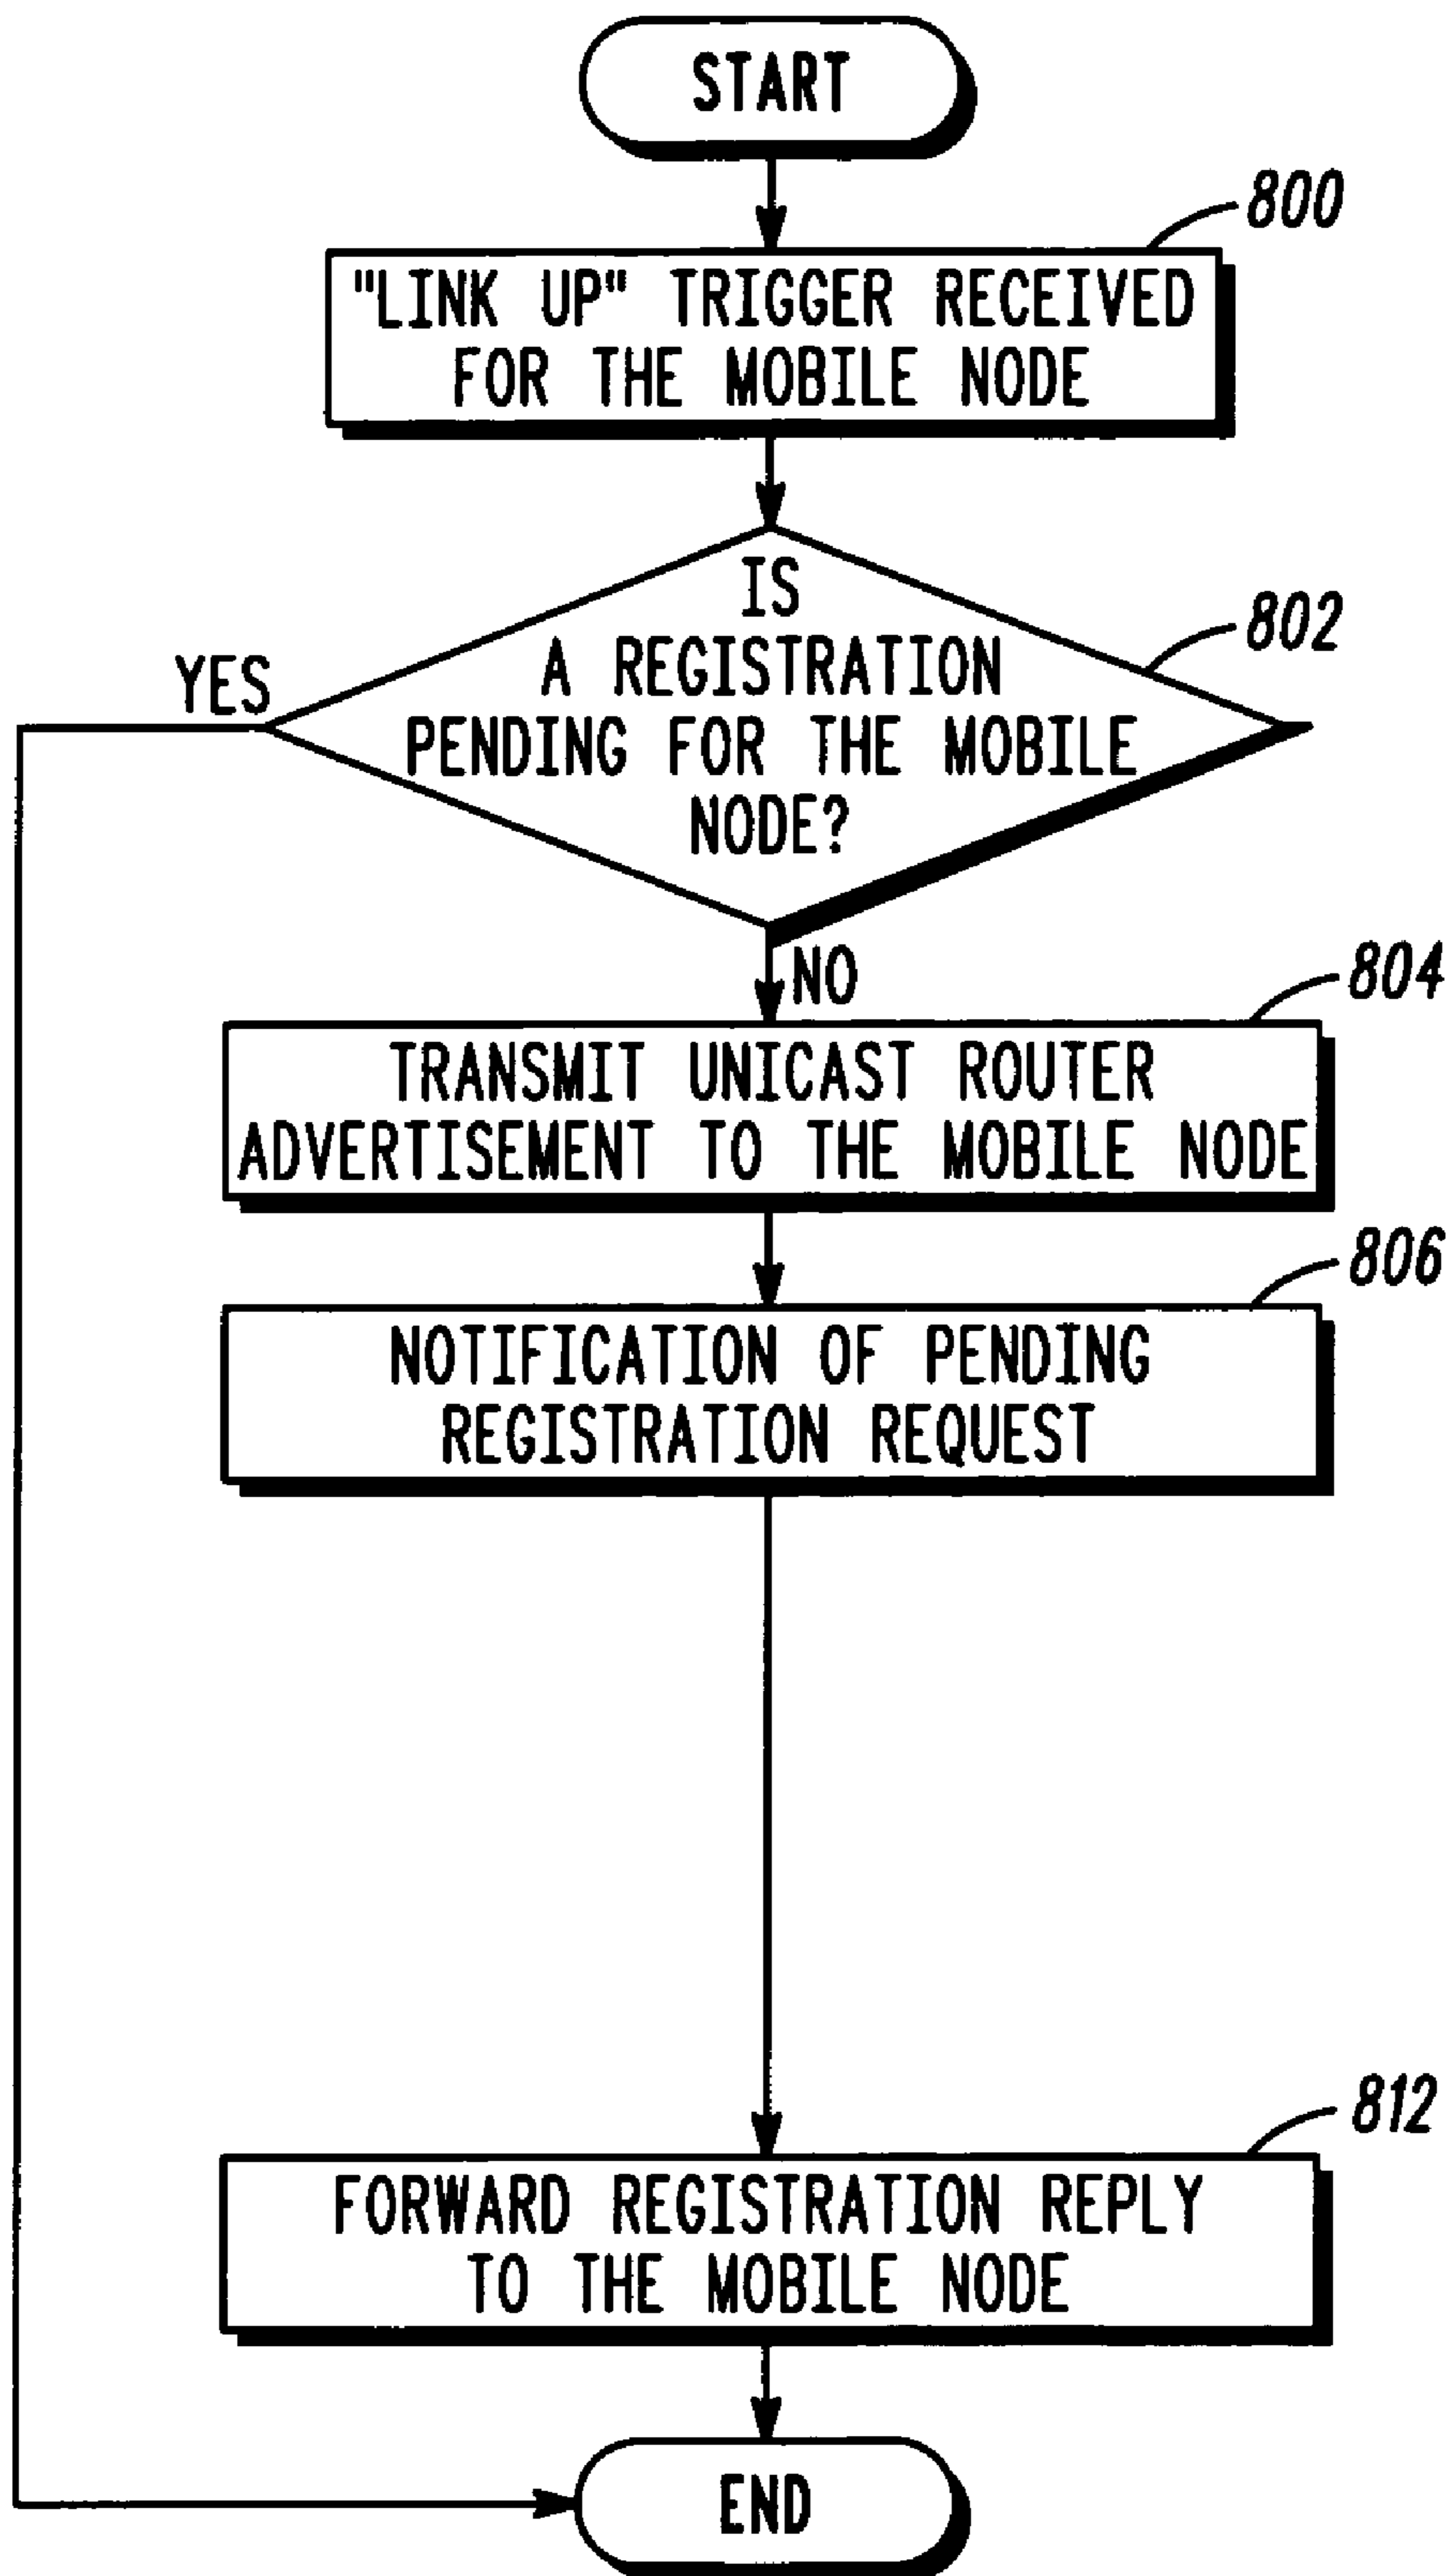 START
800
"LINK UP" TRIGGER RECEIVED
FOR THE MOBILE NODE
802
IS
A REGISTRATION
PENDING FOR THE MOBILE
NODE?
YES
NO
804
TRANSMIT UNICAST ROUTER
ADVERTISEMENT TO THE MOBILE NODE
806
NOTIFICATION OF PENDING
REGISTRATION REQUEST
812
FORWARD REGISTRATION REPLY
TO THE MOBILE NODE
END